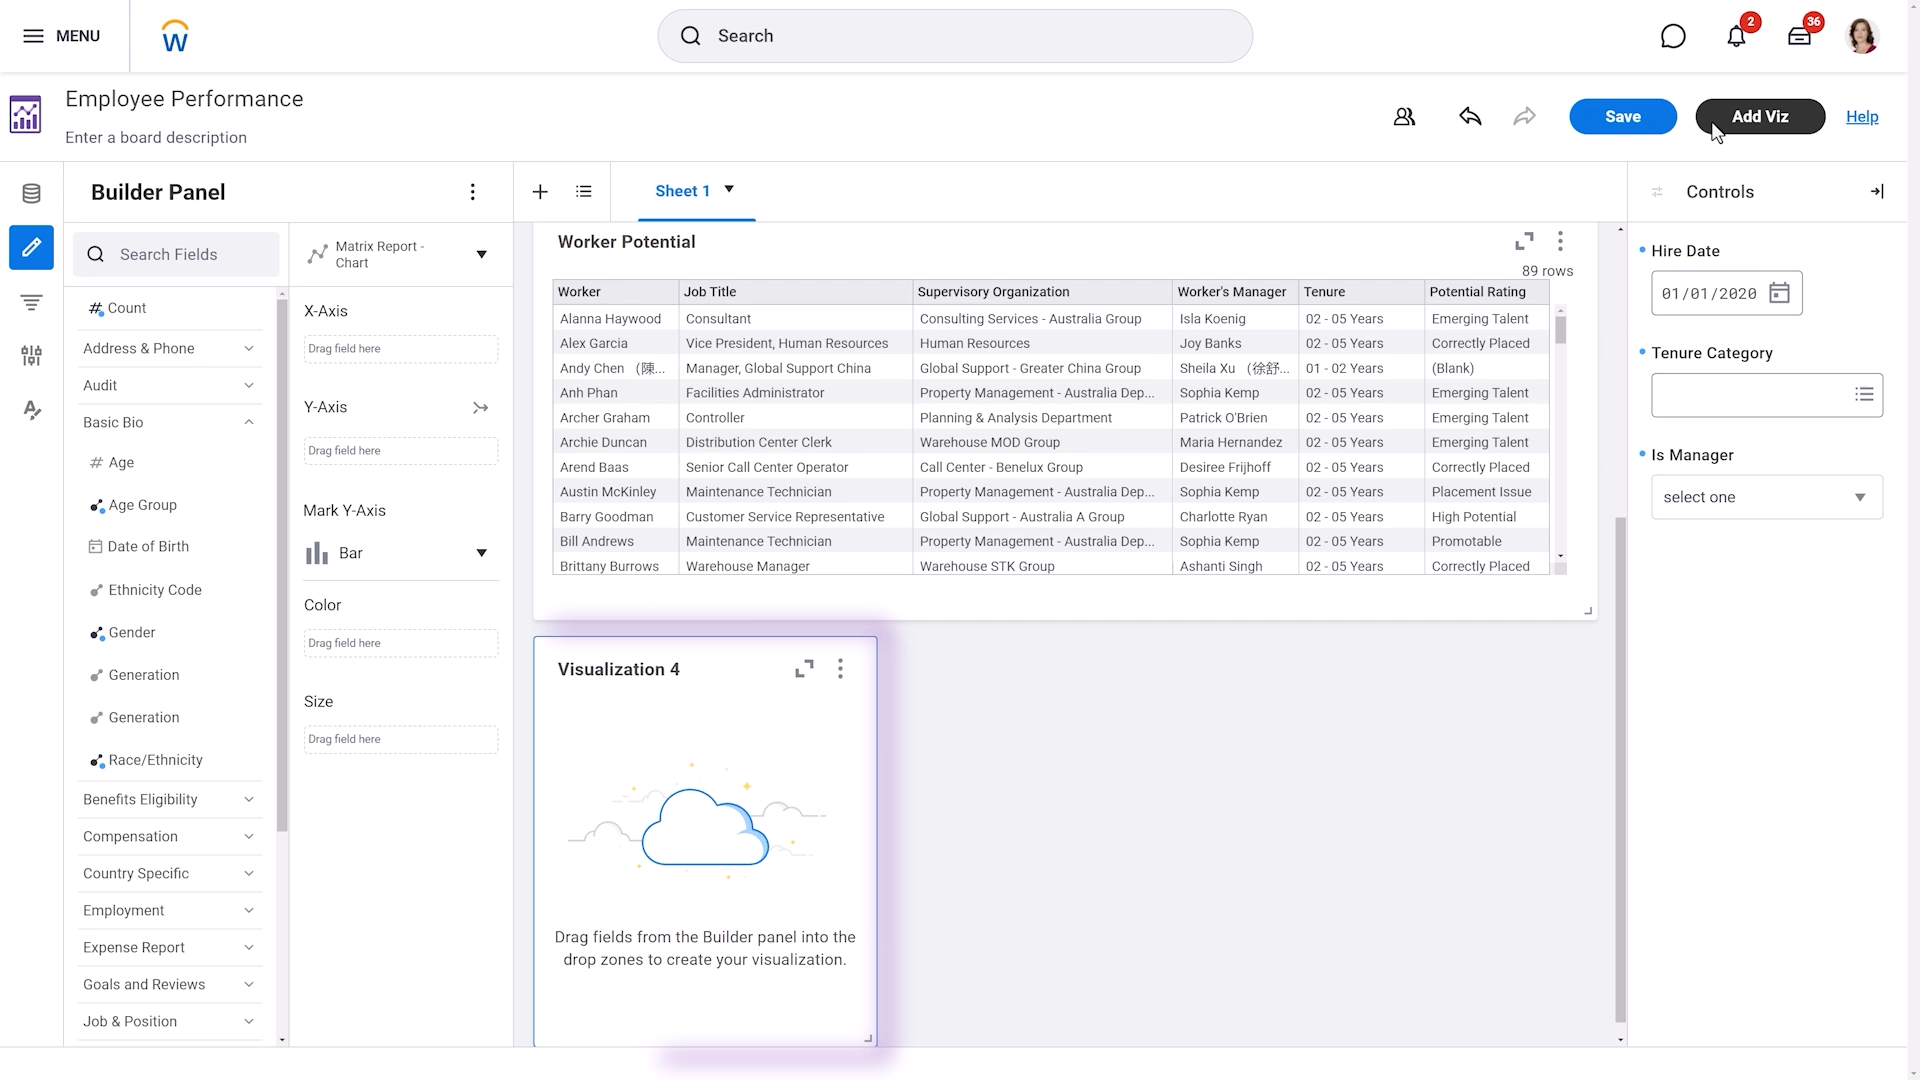 MENU
W
Search
2
36
Employee Performance
Enter a board description
Save
Add Viz
Help
Builder Panel
Sheet 1
Controls
Search Fields
Matrix Report -
Chart
Count
Address & Phone
Audit
Basic Bio
Age
Age Group
Date of Birth
Ethnicity Code
Gender
Generation
Generation
Race/Ethnicity
Benefits Eligibility
Compensation
Country Specific
Employment
Expense Report
Goals and Reviews
Job & Position
X-Axis
Drag field here
Y-Axis
Drag field here
Mark Y-Axis
Bar
Color
Drag field here
Size
Drag field here
Worker Potential
89 rows
Worker Job Title Supervisory Organization Worker's Manager Tenure Potential Rating
Alanna Haywood Consultant Consulting Services - Australia Group Isla Koenig 02 - 05 Years Emerging Talent
Alex Garcia Vice President, Human Resources Human Resources Joy Banks 02 - 05 Years Correctly Placed
Andy Chen （陳... Manager, Global Support China Global Support - Greater China Group Sheila Xu （徐舒... 01 - 02 Years (Blank)
Anh Phan Facilities Administrator Property Management - Australia Dep... Sophia Kemp 02 - 05 Years Emerging Talent
Archer Graham Controller Planning & Analysis Department Patrick O'Brien 02 - 05 Years Emerging Talent
Archie Duncan Distribution Center Clerk Warehouse MOD Group Maria Hernandez 02 - 05 Years Emerging Talent
Arend Baas Senior Call Center Operator Call Center - Benelux Group Desiree Frijhoff 02 - 05 Years Correctly Placed
Austin McKinley Maintenance Technician Property Management - Australia Dep... Sophia Kemp 02 - 05 Years Placement Issue
Barry Goodman Customer Service Representative Global Support - Australia A Group Charlotte Ryan 02 - 05 Years High Potential
Bill Andrews Maintenance Technician Property Management - Australia Dep... Sophia Kemp 02 - 05 Years Promotable
Brittany Burrows Warehouse Manager Warehouse STK Group Ashanti Singh 02 - 05 Years Correctly Placed
Visualization 4
Drag fields from the Builder panel into the
drop zones to create your visualization.
Hire Date
01/01/2020
Tenure Category
Is Manager
select one